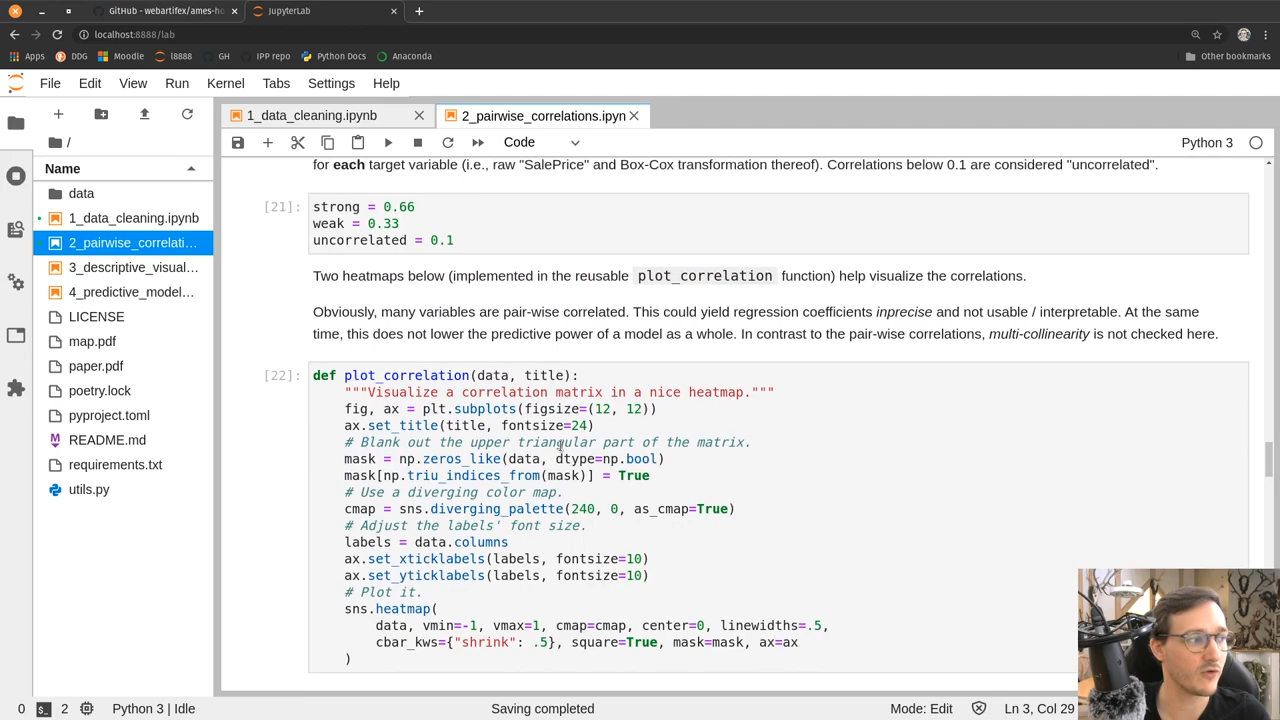 GitHub - webartifex/ames-ho
JupyterLab
localhost:8888/lab
Apps DDG Moodle l8888 GH IPP repo Python Docs Anaconda Other bookmarks
File Edit View Run Kernel Tabs Settings Help
1_data_cleaning.ipynb
2_pairwise_correlations.ipyn
/
Code
Python 3
Name
data
1_data_cleaning.ipynb
2_pairwise_correlati…
3_descriptive_visual…
4_predictive_model…
LICENSE
map.pdf
paper.pdf
poetry.lock
pyproject.toml
README.md
requirements.txt
utils.py
for each target variable (i.e., raw "SalePrice" and Box-Cox transformation thereof). Correlations below 0.1 are considered "uncorrelated".
[21]:
strong = 0.66
weak = 0.33
uncorrelated = 0.1
Two heatmaps below (implemented in the reusable plot_correlation function) help visualize the correlations.
Obviously, many variables are pair-wise correlated. This could yield regression coefficients inprecise and not usable / interpretable. At the same
time, this does not lower the predictive power of a model as a whole. In contrast to the pair-wise correlations, multi-collinearity is not checked here.
[22]:
def plot_correlation(data, title):
"""Visualize a correlation matrix in a nice heatmap."""
fig, ax = plt.subplots(figsize=(12, 12))
ax.set_title(title, fontsize=24)
# Blank out the upper triangular part of the matrix.
mask = np.zeros_like(data, dtype=np.bool)
mask[np.triu_indices_from(mask)] = True
# Use a diverging color map.
cmap = sns.diverging_palette(240, 0, as_cmap=True)
# Adjust the labels' font size.
labels = data.columns
ax.set_xticklabels(labels, fontsize=10)
ax.set_yticklabels(labels, fontsize=10)
# Plot it.
sns.heatmap(
data, vmin=-1, vmax=1, cmap=cmap, center=0, linewidths=.5,
cbar_kws={"shrink": .5}, square=True, mask=mask, ax=ax
)
0 2 Python 3 | Idle Saving completed Mode: Edit Ln 3, Col 29